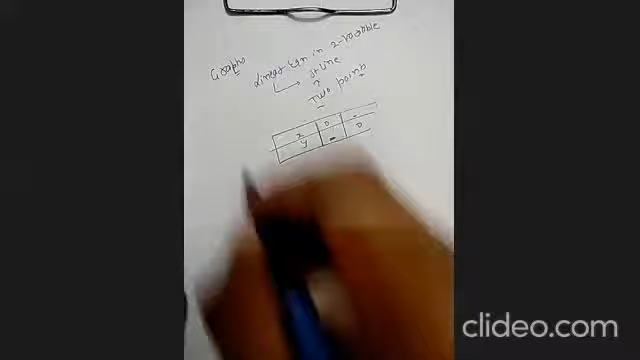 Graphs
Linear Eqn in 2-variable
St line
?
Two points
x 0 -
y - 0
clideo.com